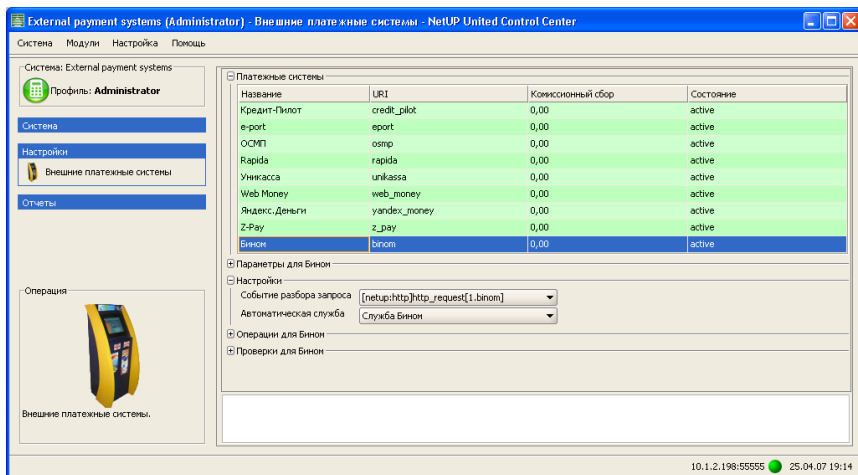 External payment systems (Administrator) - Внешние платежные системы - NetUP United Control Center
Система Модули Настройка Помощь
Система: External payment systems
Профиль: Administrator
Система
Настройки
Внешние платежные системы
Отчеты
Операция
Внешние платежные системы.
Платежные системы
Название URI Комиссионный сбор Состояние
Кредит-Пилот credit_pilot 0,00 active
e-port eport 0,00 active
ОСМП osmp 0,00 active
Rapida rapida 0,00 active
Уникасса unikassa 0,00 active
Web Money web_money 0,00 active
Яндекс.Деньги yandex_money 0,00 active
Z-Pay z_pay 0,00 active
Бином binom 0,00 active
Параметры для Бином
Настройки
Событие разбора запроса [netup:http]http_request[1.binom]
Автоматическая служба Служба Бином
Операции для Бином
Проверки для Бином
10.1.2.198:55555 25.04.07 19:14